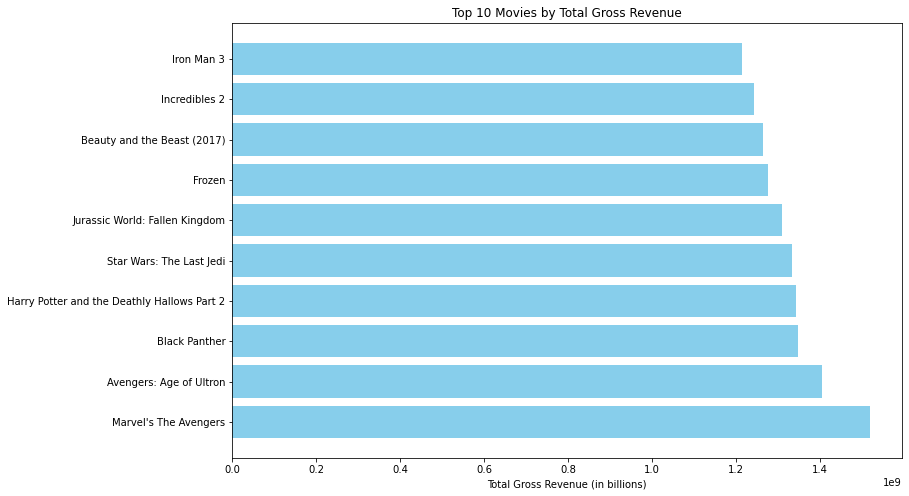 Top 10 Movies by Total Gross Revenue
Iron Man 3
Incredibles 2
Beauty and the Beast (2017)
Frozen
Jurassic World: Fallen Kingdom
Star Wars: The Last Jedi
Harry Potter and the Deathly Hallows Part 2
Black Panther
Avengers: Age of Ultron
Marvel's The Avengers
0.0 0.2 0.4 0.6 0.8 1.0 1.2 1.4
1e9
Total Gross Revenue (in billions)